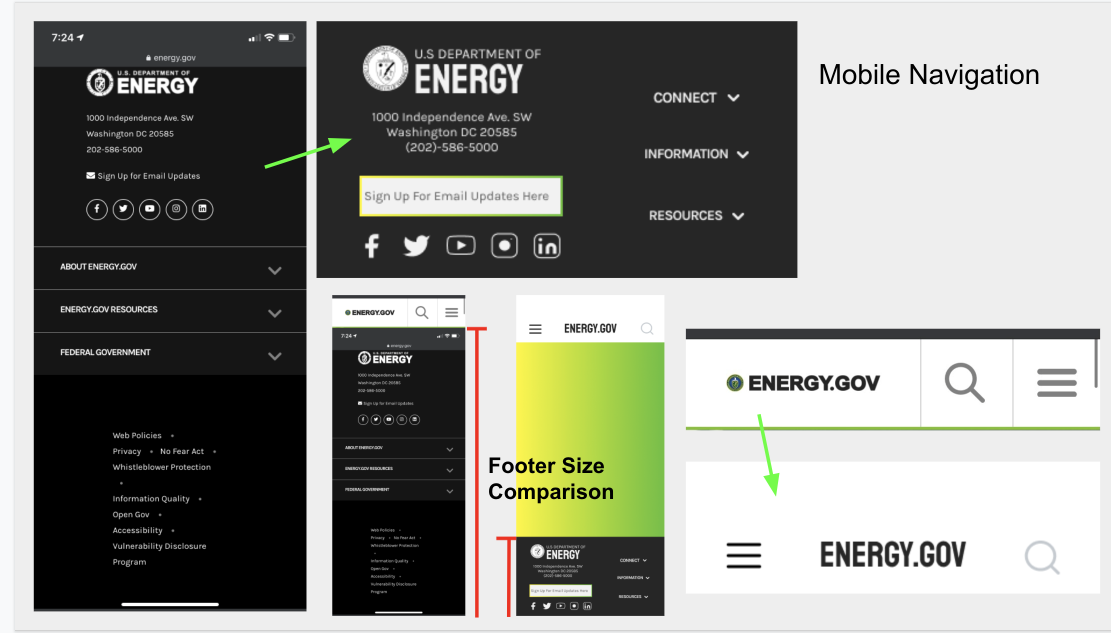 7:24
energy.gov
U.S. DEPARTMENT OF
ENERGY
1000 Independence Ave. SW
Washington DC 20585
202-586-5000
Sign Up for Email Updates
ABOUT ENERGY.GOV
ENERGY.GOV RESOURCES
FEDERAL GOVERNMENT
Web Policies •
Privacy • No Fear Act •
Whistleblower Protection
•
Information Quality •
Open Gov •
Accessibility •
Vulnerability Disclosure
Program
U.S DEPARTMENT OF
ENERGY
1000 Independence Ave. SW
Washington DC 20585
(202)-586-5000
Sign Up For Email Updates Here
CONNECT
INFORMATION
RESOURCES
Mobile Navigation
ENERGY.GOV
7:24
energy.gov
U.S. DEPARTMENT OF
ENERGY
1000 Independence Ave. SW
Washington DC 20585
202-586-5000
Sign Up for Email Updates
ABOUT ENERGY.GOV
ENERGY.GOV RESOURCES
FEDERAL GOVERNMENT
Web Policies •
Privacy • No Fear Act •
Whistleblower Protection
•
Information Quality •
Open Gov •
Accessibility •
Vulnerability Disclosure
Program
Footer Size
Comparison
ENERGY.GOV
U.S DEPARTMENT OF
ENERGY
1000 Independence Ave. SW
Washington DC 20585
(202)-586-5000
Sign Up For Email Updates Here
CONNECT
INFORMATION
RESOURCES
ENERGY.GOV
ENERGY.GOV